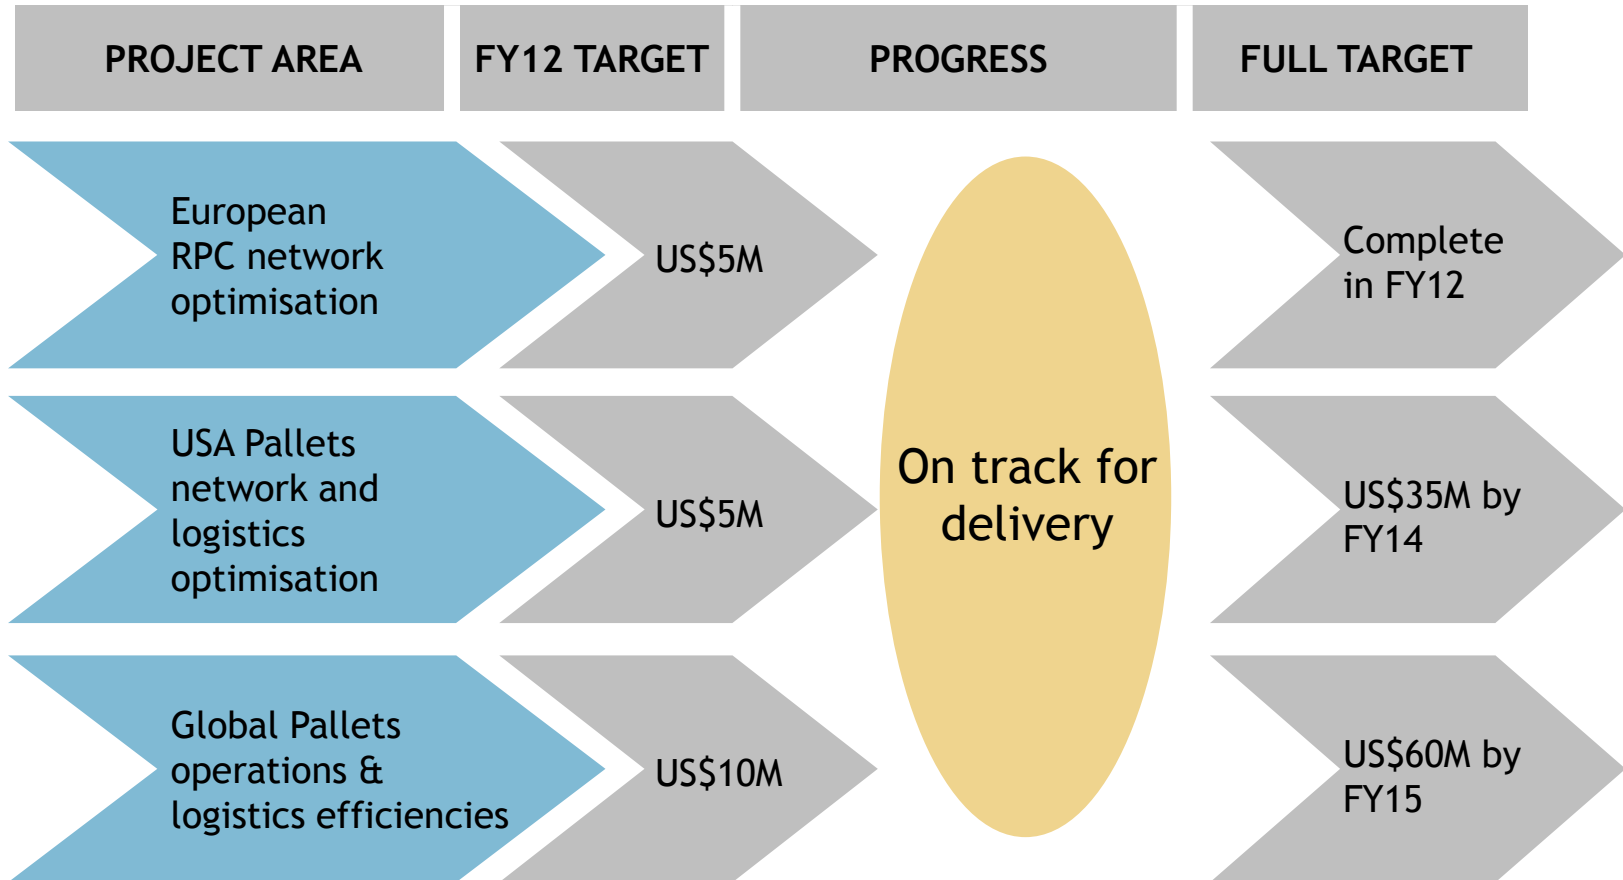 PROJECT AREA
FY12 TARGET
PROGRESS
FULL TARGET
European
RPC network
optimisation
US$5M
Complete
in FY12
USA Pallets
network and
logistics
optimisation
US$5M
On track for
delivery
US$35M by
FY14
Global Pallets
operations &
logistics efficiencies
US$10M
US$60M by
FY15